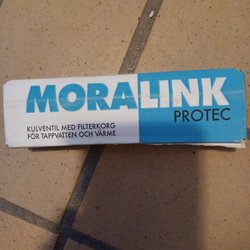 MORALINK
PROTEC
KULVENTIL MED FILTERKORG
FÖR TAPPVATTEN OCH VÄRME